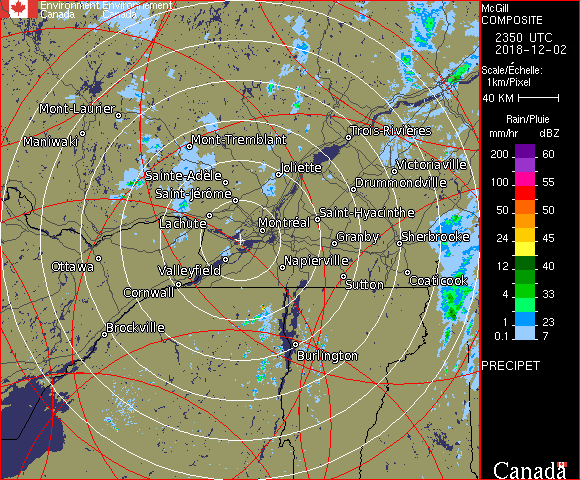 Environment Environnement
Canada Canada
McGill
COMPOSITE
2350 UTC
2018-12-02
Scale/Échelle:
1km/Pixel
40 KM
Rain/Pluie
mm/hr dBZ
200 60
100 55
50 50
24 45
12 40
4 33
1 23
0.1 7
PRECIPET
Canada
Mont-Laurier
Maniwaki
Mont-Tremblant
Trois-Rivières
Sainte-Adèle
Joliette
Victoriaville
Saint-Jérôme
Drummondville
Lachute
Montréal
Saint-Hyacinthe
Granby
Sherbrooke
Ottawa
Valleyfield
Napierville
Cornwall
Sutton
Coaticook
Brockville
Burlington